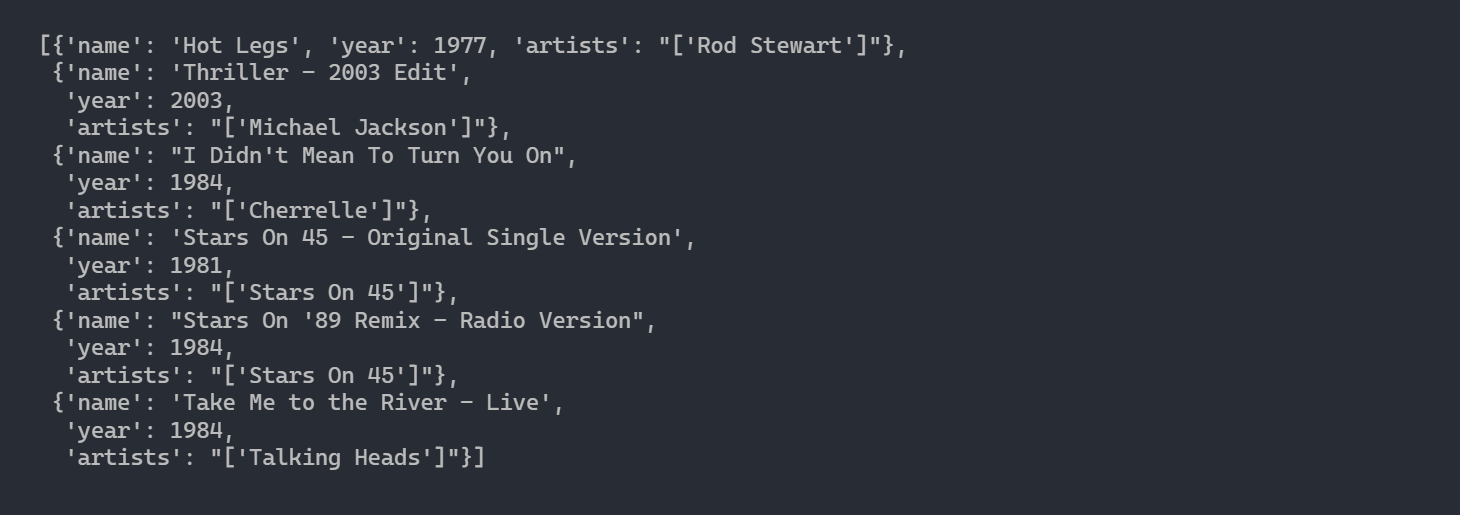 [{'name': 'Hot Legs', 'year': 1977, 'artists': "['Rod Stewart']"},
 {'name': 'Thriller - 2003 Edit',
  'year': 2003,
  'artists': "['Michael Jackson']"},
 {'name': "I Didn't Mean To Turn You On",
  'year': 1984,
  'artists': "['Cherrelle']"},
 {'name': 'Stars On 45 - Original Single Version',
  'year': 1981,
  'artists': "['Stars On 45']"},
 {'name': "Stars On '89 Remix - Radio Version",
  'year': 1984,
  'artists': "['Stars On 45']"},
 {'name': 'Take Me to the River - Live',
  'year': 1984,
  'artists': "['Talking Heads']"}]